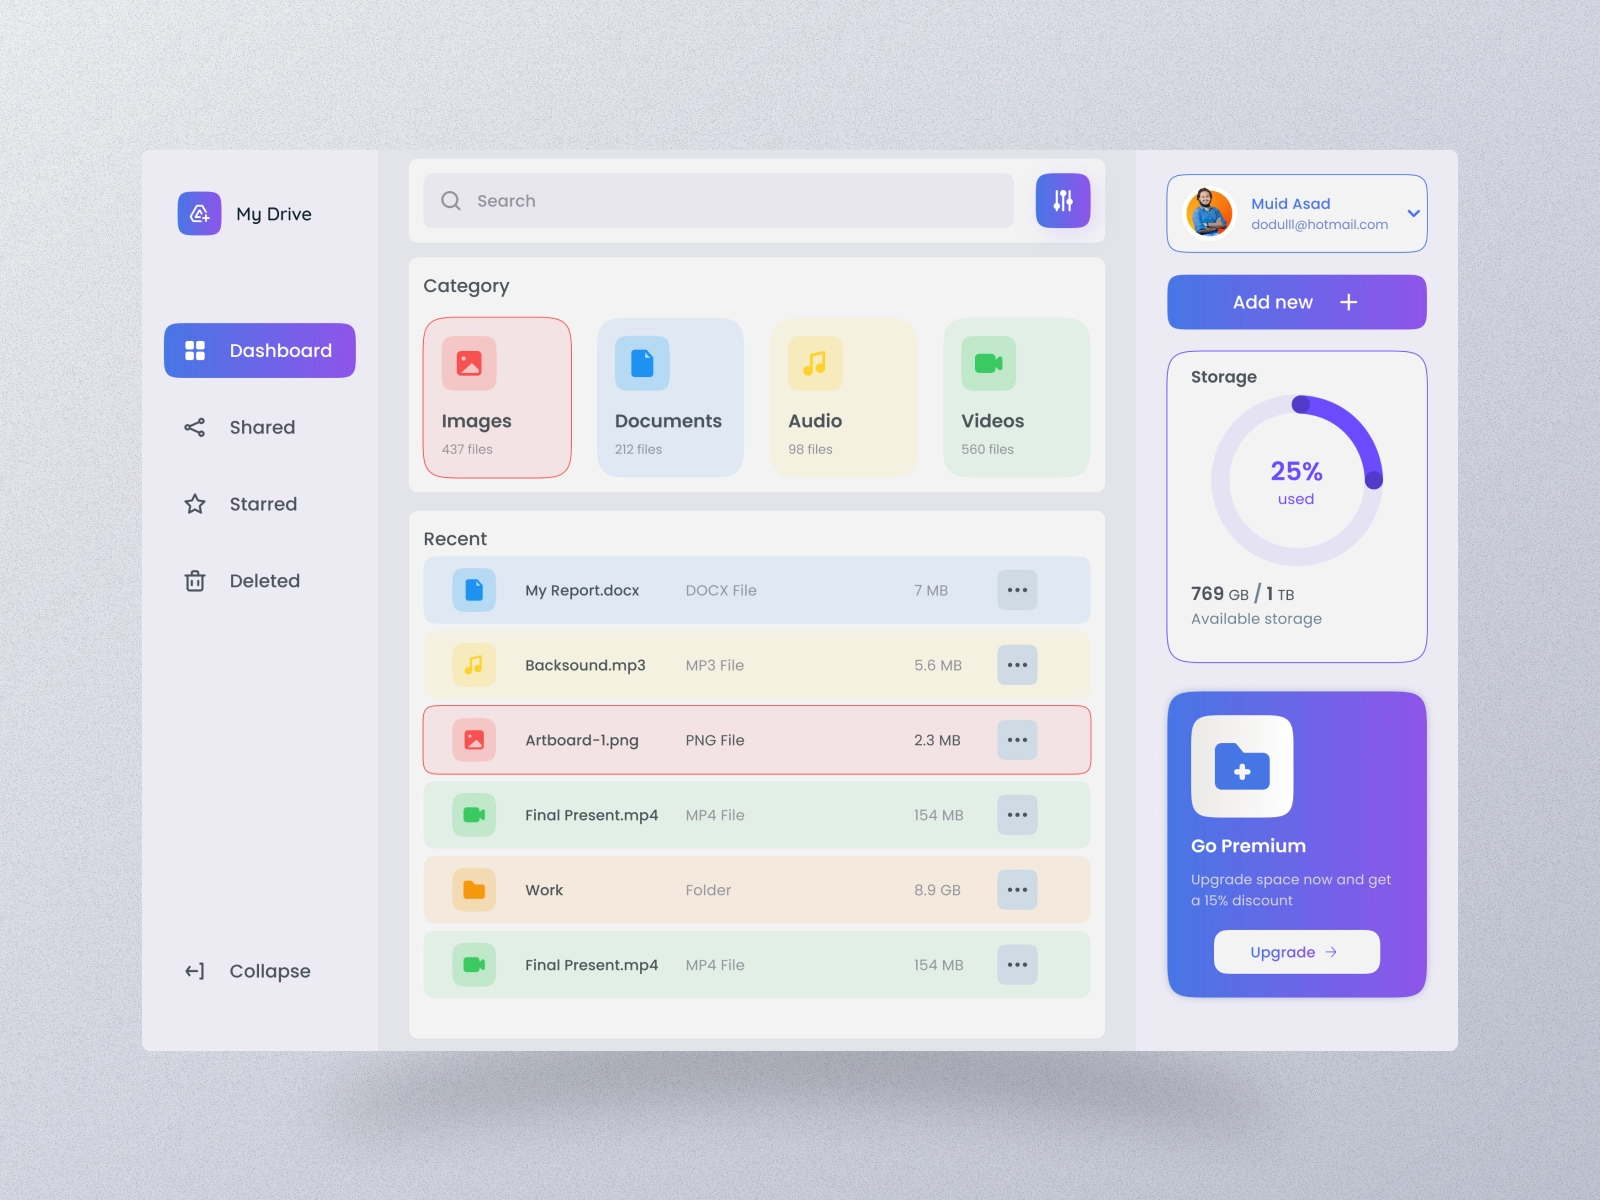 My Drive
Dashboard
Shared
Starred
Deleted
Collapse
Search
Category
Images
437 files
Documents
212 files
Audio
98 files
Videos
560 files
Recent
My Report.docx DOCX File 7 MB
Backsound.mp3 MP3 File 5.6 MB
Artboard-1.png PNG File 2.3 MB
Final Present.mp4 MP4 File 154 MB
Work Folder 8.9 GB
Final Present.mp4 MP4 File 154 MB
Muid Asad
dodulll@hotmail.com
Add new
Storage
25%
used
769 GB / 1 TB
Available storage
Go Premium
Upgrade space now and get
a 15% discount
Upgrade